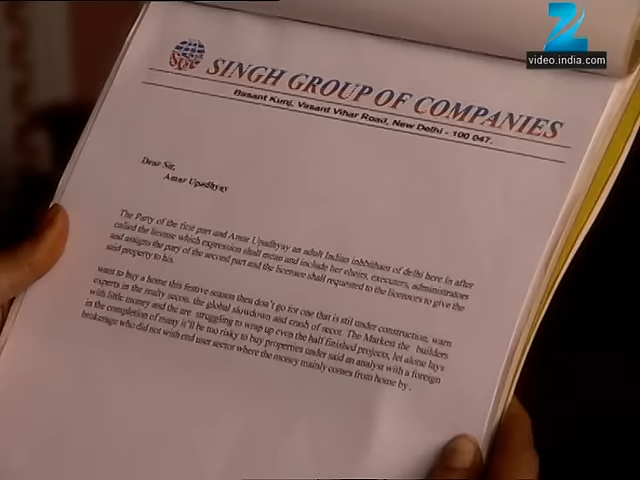 Z
video.india.com
SGC
SINGH GROUP OF COMPANIES
Basant Kunj, Vasant Vihar Road, New Delhi - 100 047.
Dear Sir,
Amar Upadhyay
The Party of the first part and Amar Upadhyay an adult Indian inhbithans of delhi here in after
called the license which expression shall mean and include her eheirs, executers, administrators
and assigns the pary of the second part and the licensee shall requested to the licensors to give the
said property to his.
want to buy a home this festive season then don't go for one that is stil under construction, warn
experts in the realty secots. the global slowdown and crash of secot. The Markest the builders
with little money and the are struggling to wrap up even the half finished projects, let alone lays
in the completion of many it'll be too risky to buy properties under said an analyst with a foreign
brokerage who did not wish end user sector where the money mainly comes from home by.